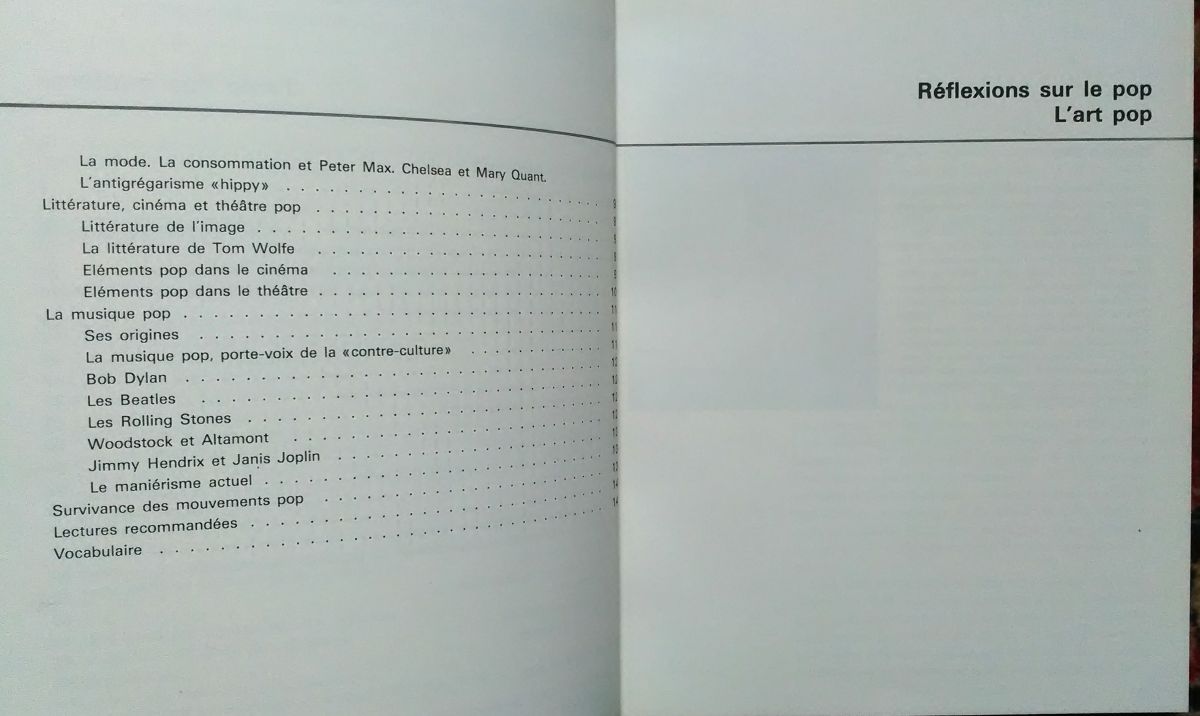 La mode. La consommation et Peter Max. Chelsea et Mary Quant.
L'antigrégarisme «hippy»
Littérature, cinéma et théâtre pop
Littérature de l'image
La littérature de Tom Wolfe
Eléments pop dans le cinéma
Eléments pop dans le théâtre
La musique pop
Ses origines
La musique pop, porte-voix de la «contre-culture»
Bob Dylan
Les Beatles
Les Rolling Stones
Woodstock et Altamont
Jimmy Hendrix et Janis Joplin
Le maniérisme actuel
Survivance des mouvements pop
Lectures recommandées
Vocabulaire
Réflexions sur le pop
L'art pop